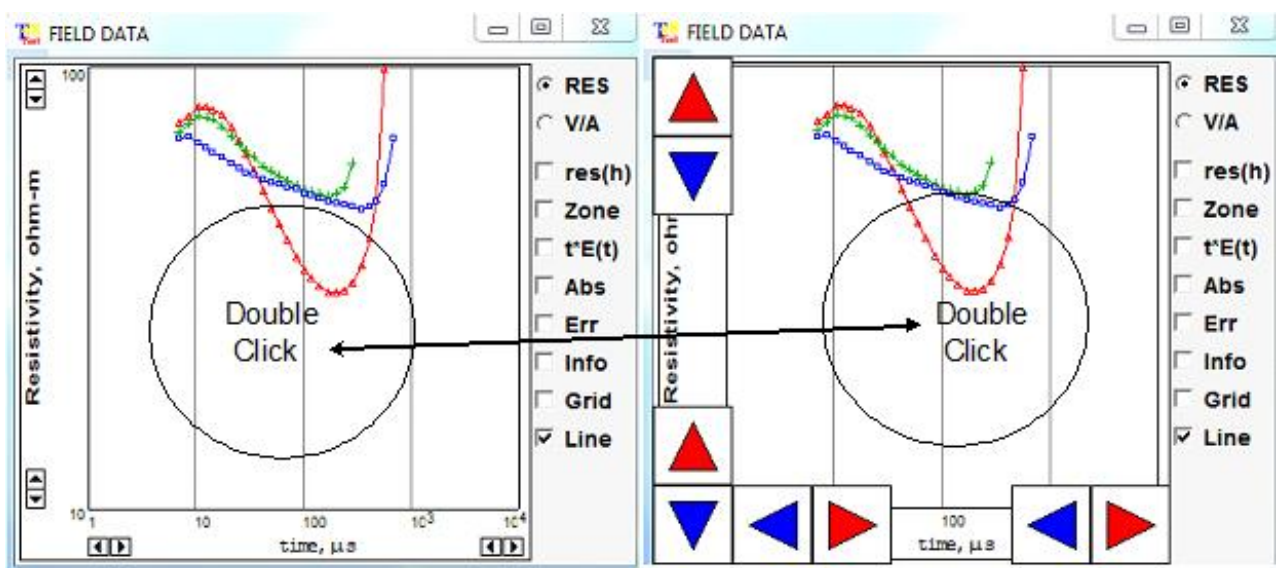 FIELD DATA
100
RES
V/A
res(h)
Zone
t*E(t)
Abs
Err
Info
Grid
Line
Resistivity, ohm-m
Double
Click
10
1
10
100
10³
10⁴
time, μs
FIELD DATA
RES
V/A
res(h)
Zone
t*E(t)
Abs
Err
Info
Grid
Line
Resistivity, ohm
Double
Click
100
time, μs